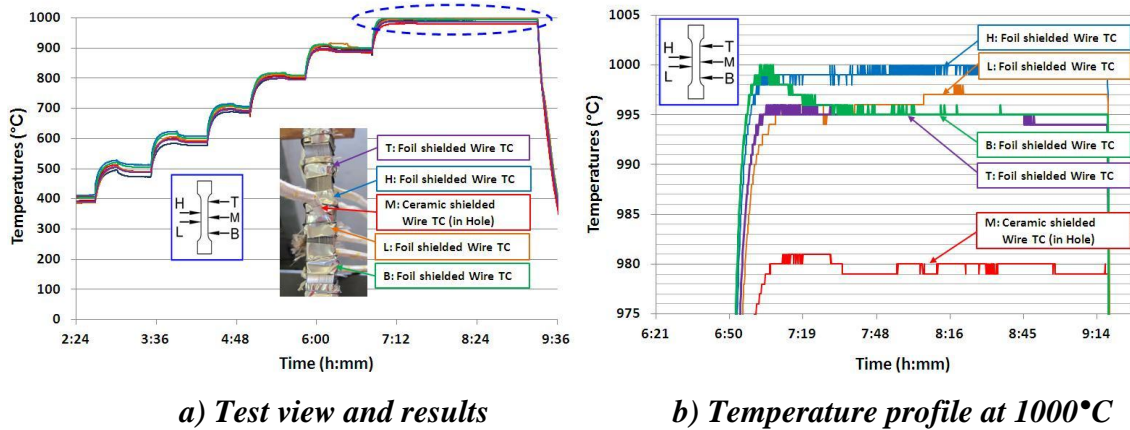 1000
900
800
700
600
500
400
300
200
100
0
Temperatures (°C)
2:24
3:36
4:48
6:00
7:12
8:24
9:36
Time (h:mm)
H
L
T
M
B
T: Foil shielded Wire TC
H: Foil shielded Wire TC
M: Ceramic shielded
Wire TC (in Hole)
L: Foil shielded Wire TC
B: Foil shielded Wire TC
a) Test view and results
1005
1000
995
990
985
980
975
Temperatures (°C)
6:21
6:50
7:19
7:48
8:16
8:45
9:14
Time (h:mm)
H
L
T
M
B
H: Foil shielded Wire TC
L: Foil shielded Wire TC
B: Foil shielded Wire TC
T: Foil shielded Wire TC
M: Ceramic shielded
Wire TC (in Hole)
b) Temperature profile at 1000°C